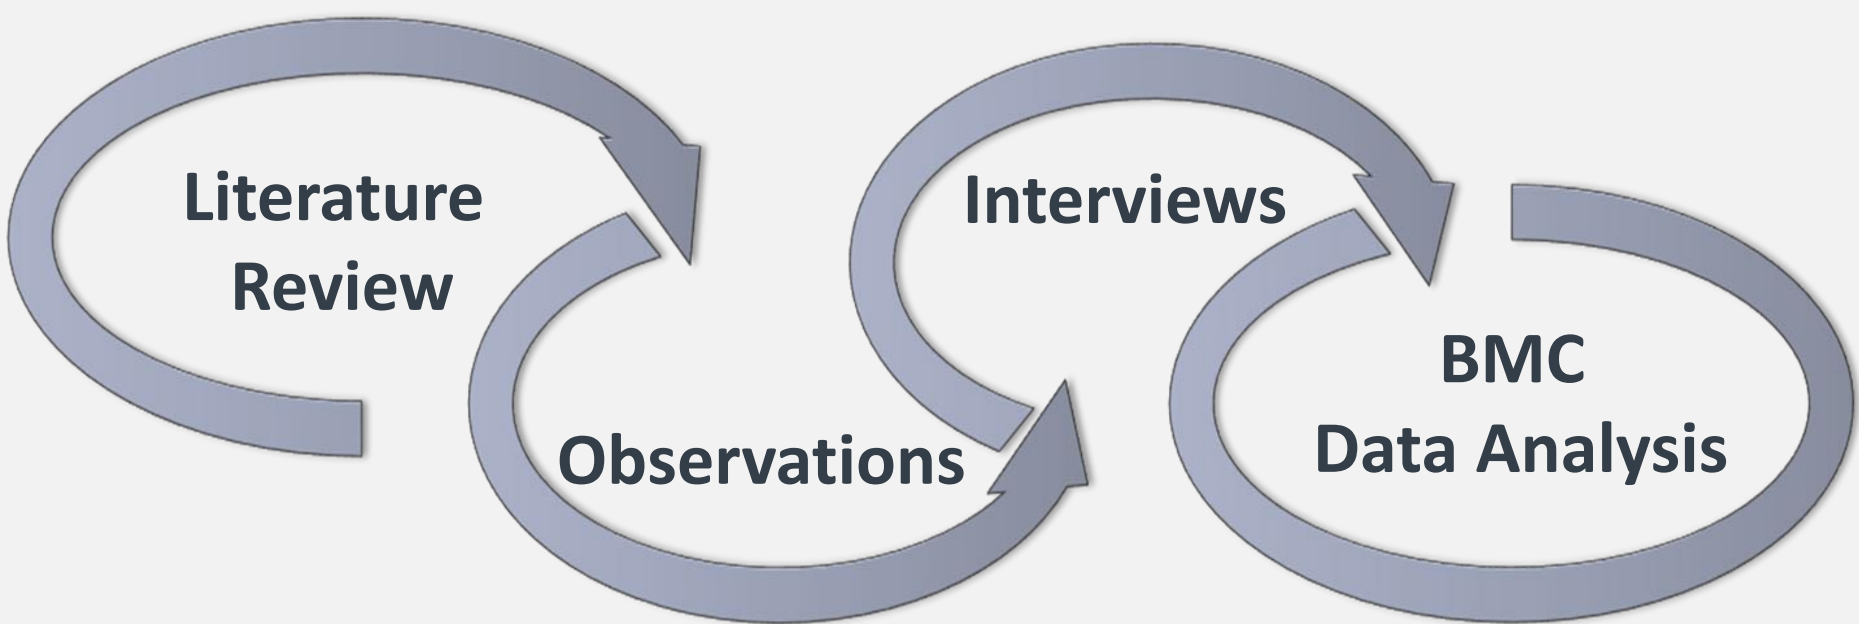 Literature
Review
Observations
Interviews
BMC
Data Analysis